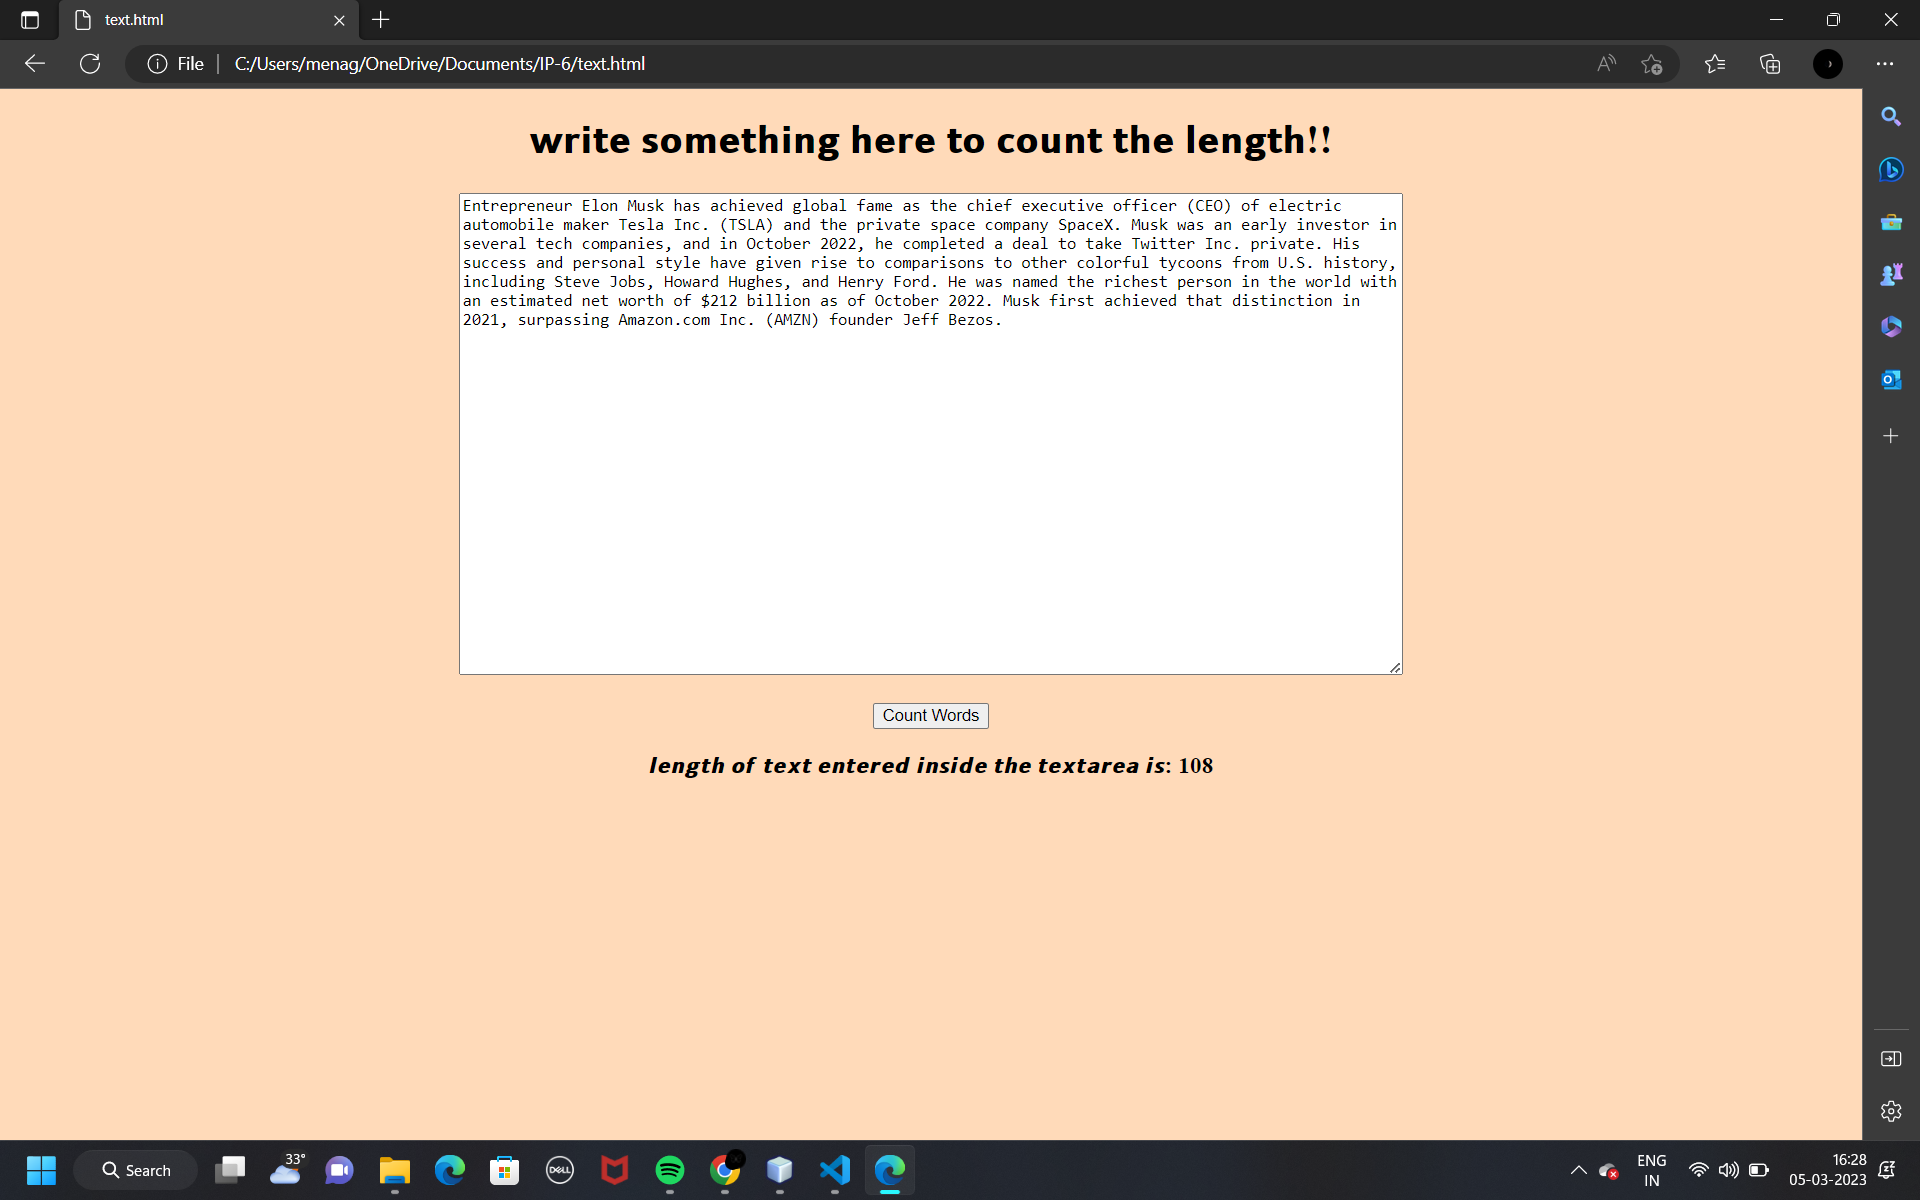 text.html
File
C:/Users/menag/OneDrive/Documents/IP-6/text.html
write something here to count the length!!
Entrepreneur Elon Musk has achieved global fame as the chief executive officer (CEO) of electric
automobile maker Tesla Inc. (TSLA) and the private space company SpaceX. Musk was an early investor in
several tech companies, and in October 2022, he completed a deal to take Twitter Inc. private. His
success and personal style have given rise to comparisons to other colorful tycoons from U.S. history,
including Steve Jobs, Howard Hughes, and Henry Ford. He was named the richest person in the world with
an estimated net worth of $212 billion as of October 2022. Musk first achieved that distinction in
2021, surpassing Amazon.com Inc. (AMZN) founder Jeff Bezos.
Count Words
length of text entered inside the textarea is: 108
Search
33°
DELL
ENG
IN
16:28
05-03-2023